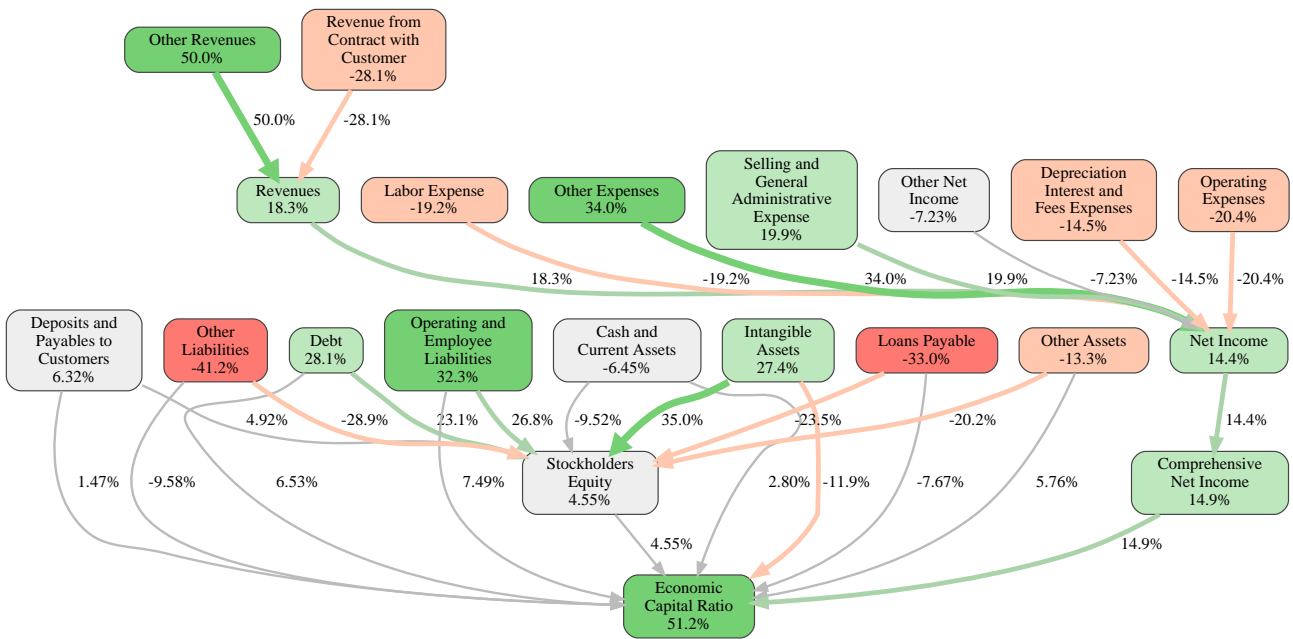 Other Revenues
50.0%
Revenue from
Contract with
Customer
-28.1%
50.0%
-28.1%
Revenues
18.3%
Labor Expense
-19.2%
Other Expenses
34.0%
Selling and
General
Administrative
Expense
19.9%
Other Net
Income
-7.23%
Depreciation
Interest and
Fees Expenses
-14.5%
Operating
Expenses
-20.4%
18.3%
-19.2%
34.0%
19.9%
-7.23%
-14.5%
-20.4%
Deposits and
Payables to
Customers
6.32%
Other
Liabilities
-41.2%
Debt
28.1%
Operating and
Employee
Liabilities
32.3%
Cash and
Current Assets
-6.45%
Intangible
Assets
27.4%
Loans Payable
-33.0%
Other Assets
-13.3%
Net Income
14.4%
4.92%
-28.9%
23.1%
26.8%
-9.52%
35.0%
-23.5%
-20.2%
14.4%
Stockholders
Equity
4.55%
Comprehensive
Net Income
14.9%
1.47%
-9.58%
6.53%
7.49%
2.80%
-11.9%
-7.67%
5.76%
4.55%
14.9%
Economic
Capital Ratio
51.2%